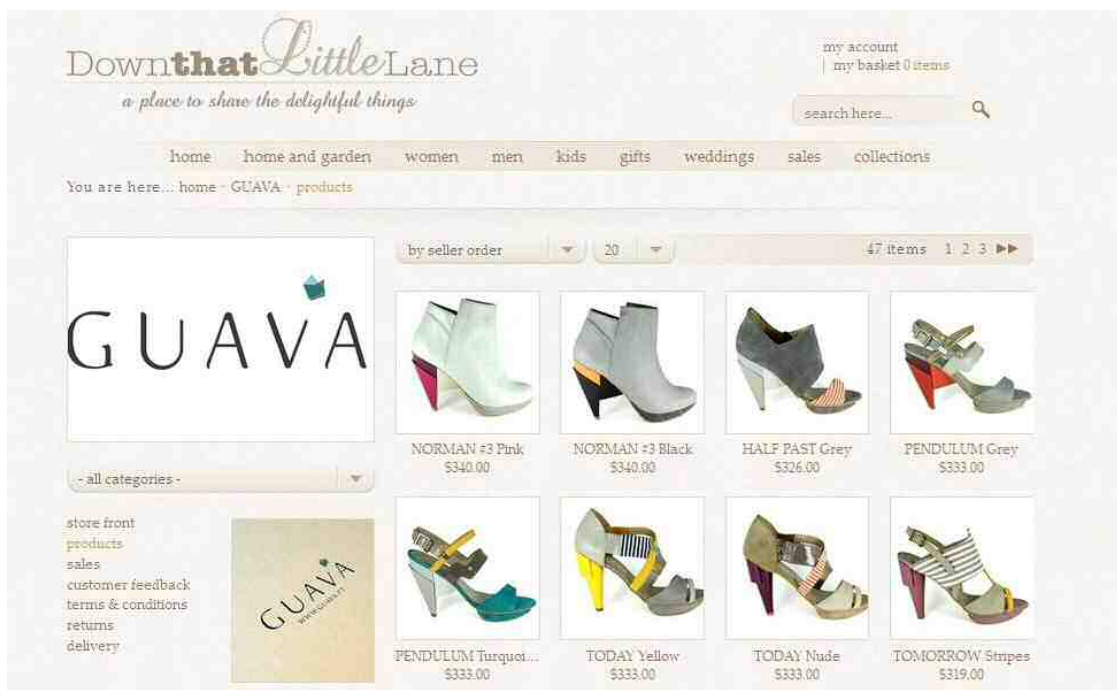 DownthatLittleLane
a place to share the delightful things
my account
| my basket 0 items
search here...
home home and garden women men kids gifts weddings sales collections
You are here... home · GUAVA · products
by seller order 20 47 items 1 2 3
GUAVA
NORMAN #3 Pink NORMAN #3 Black HALF PAST Grey PENDULUM Grey
$340.00 $340.00 $326.00 $333.00
- all categories -
store front
products
sales
customer feedback
terms & conditions
returns
delivery
GUAVA
WWW.GUAVA.PT
PENDULUM Turquoi... TODAY Yellow TODAY Nude TOMORROW Stripes
$333.00 $333.00 $333.00 $319.00